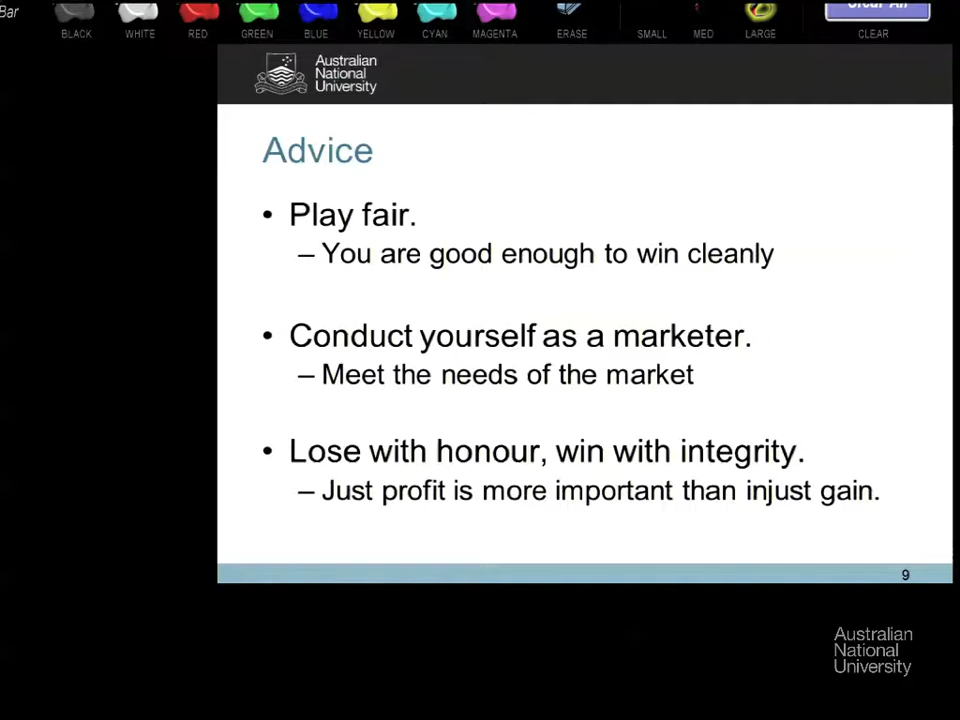 Bar
BLACK WHITE RED GREEN BLUE YELLOW CYAN MAGENTA ERASE SMALL MED LARGE CLEAR
Australian
National
University
Advice
• Play fair.
– You are good enough to win cleanly
• Conduct yourself as a marketer.
– Meet the needs of the market
• Lose with honour, win with integrity.
– Just profit is more important than injust gain.
9
Australian
National
University